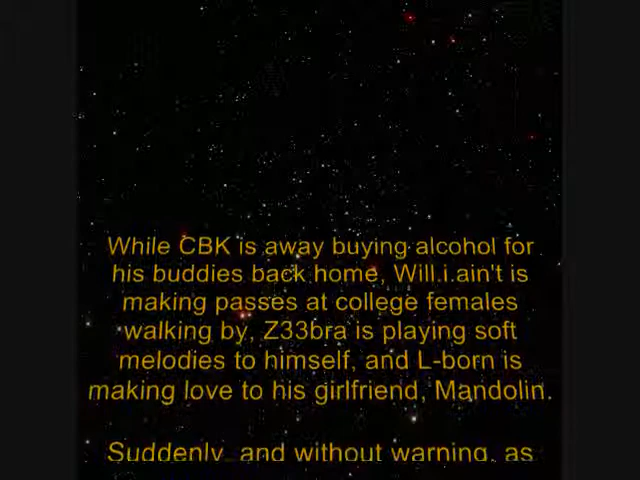 While CBK is away buying alcohol for
his buddies back home, Will.i.ain't is
making passes at college females
walking by, Z33bra is playing soft
melodies to himself, and L-born is
making love to his girlfriend, Mandolin.
Suddenly, and without warning, as